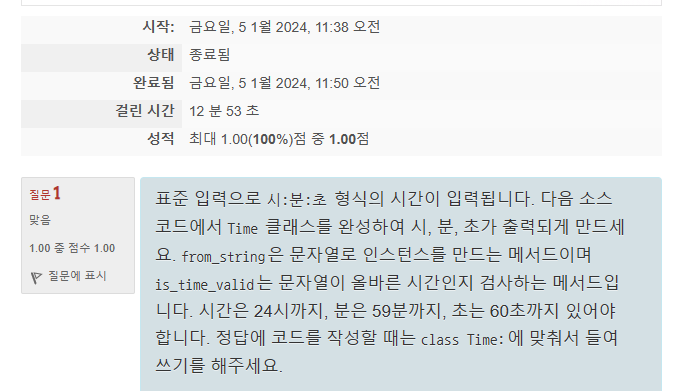 시작: 금요일, 5 1월 2024, 11:38 오전
상태 종료됨
완료됨 금요일, 5 1월 2024, 11:50 오전
걸린 시간 12 분 53 초
성적 최대 1.00(100%)점 중 1.00점
질문 1
맞음
1.00 중 점수 1.00
질문에 표시
표준 입력으로 시:분:초 형식의 시간이 입력됩니다. 다음 소스
코드에서 Time 클래스를 완성하여 시, 분, 초가 출력되게 만드세
요. from_string은 문자열로 인스턴스를 만드는 메서드이며
is_time_valid는 문자열이 올바른 시간인지 검사하는 메서드입
니다. 시간은 24시까지, 분은 59분까지, 초는 60초까지 있어야
합니다. 정답에 코드를 작성할 때는 class Time:에 맞춰서 들여
쓰기를 해주세요.